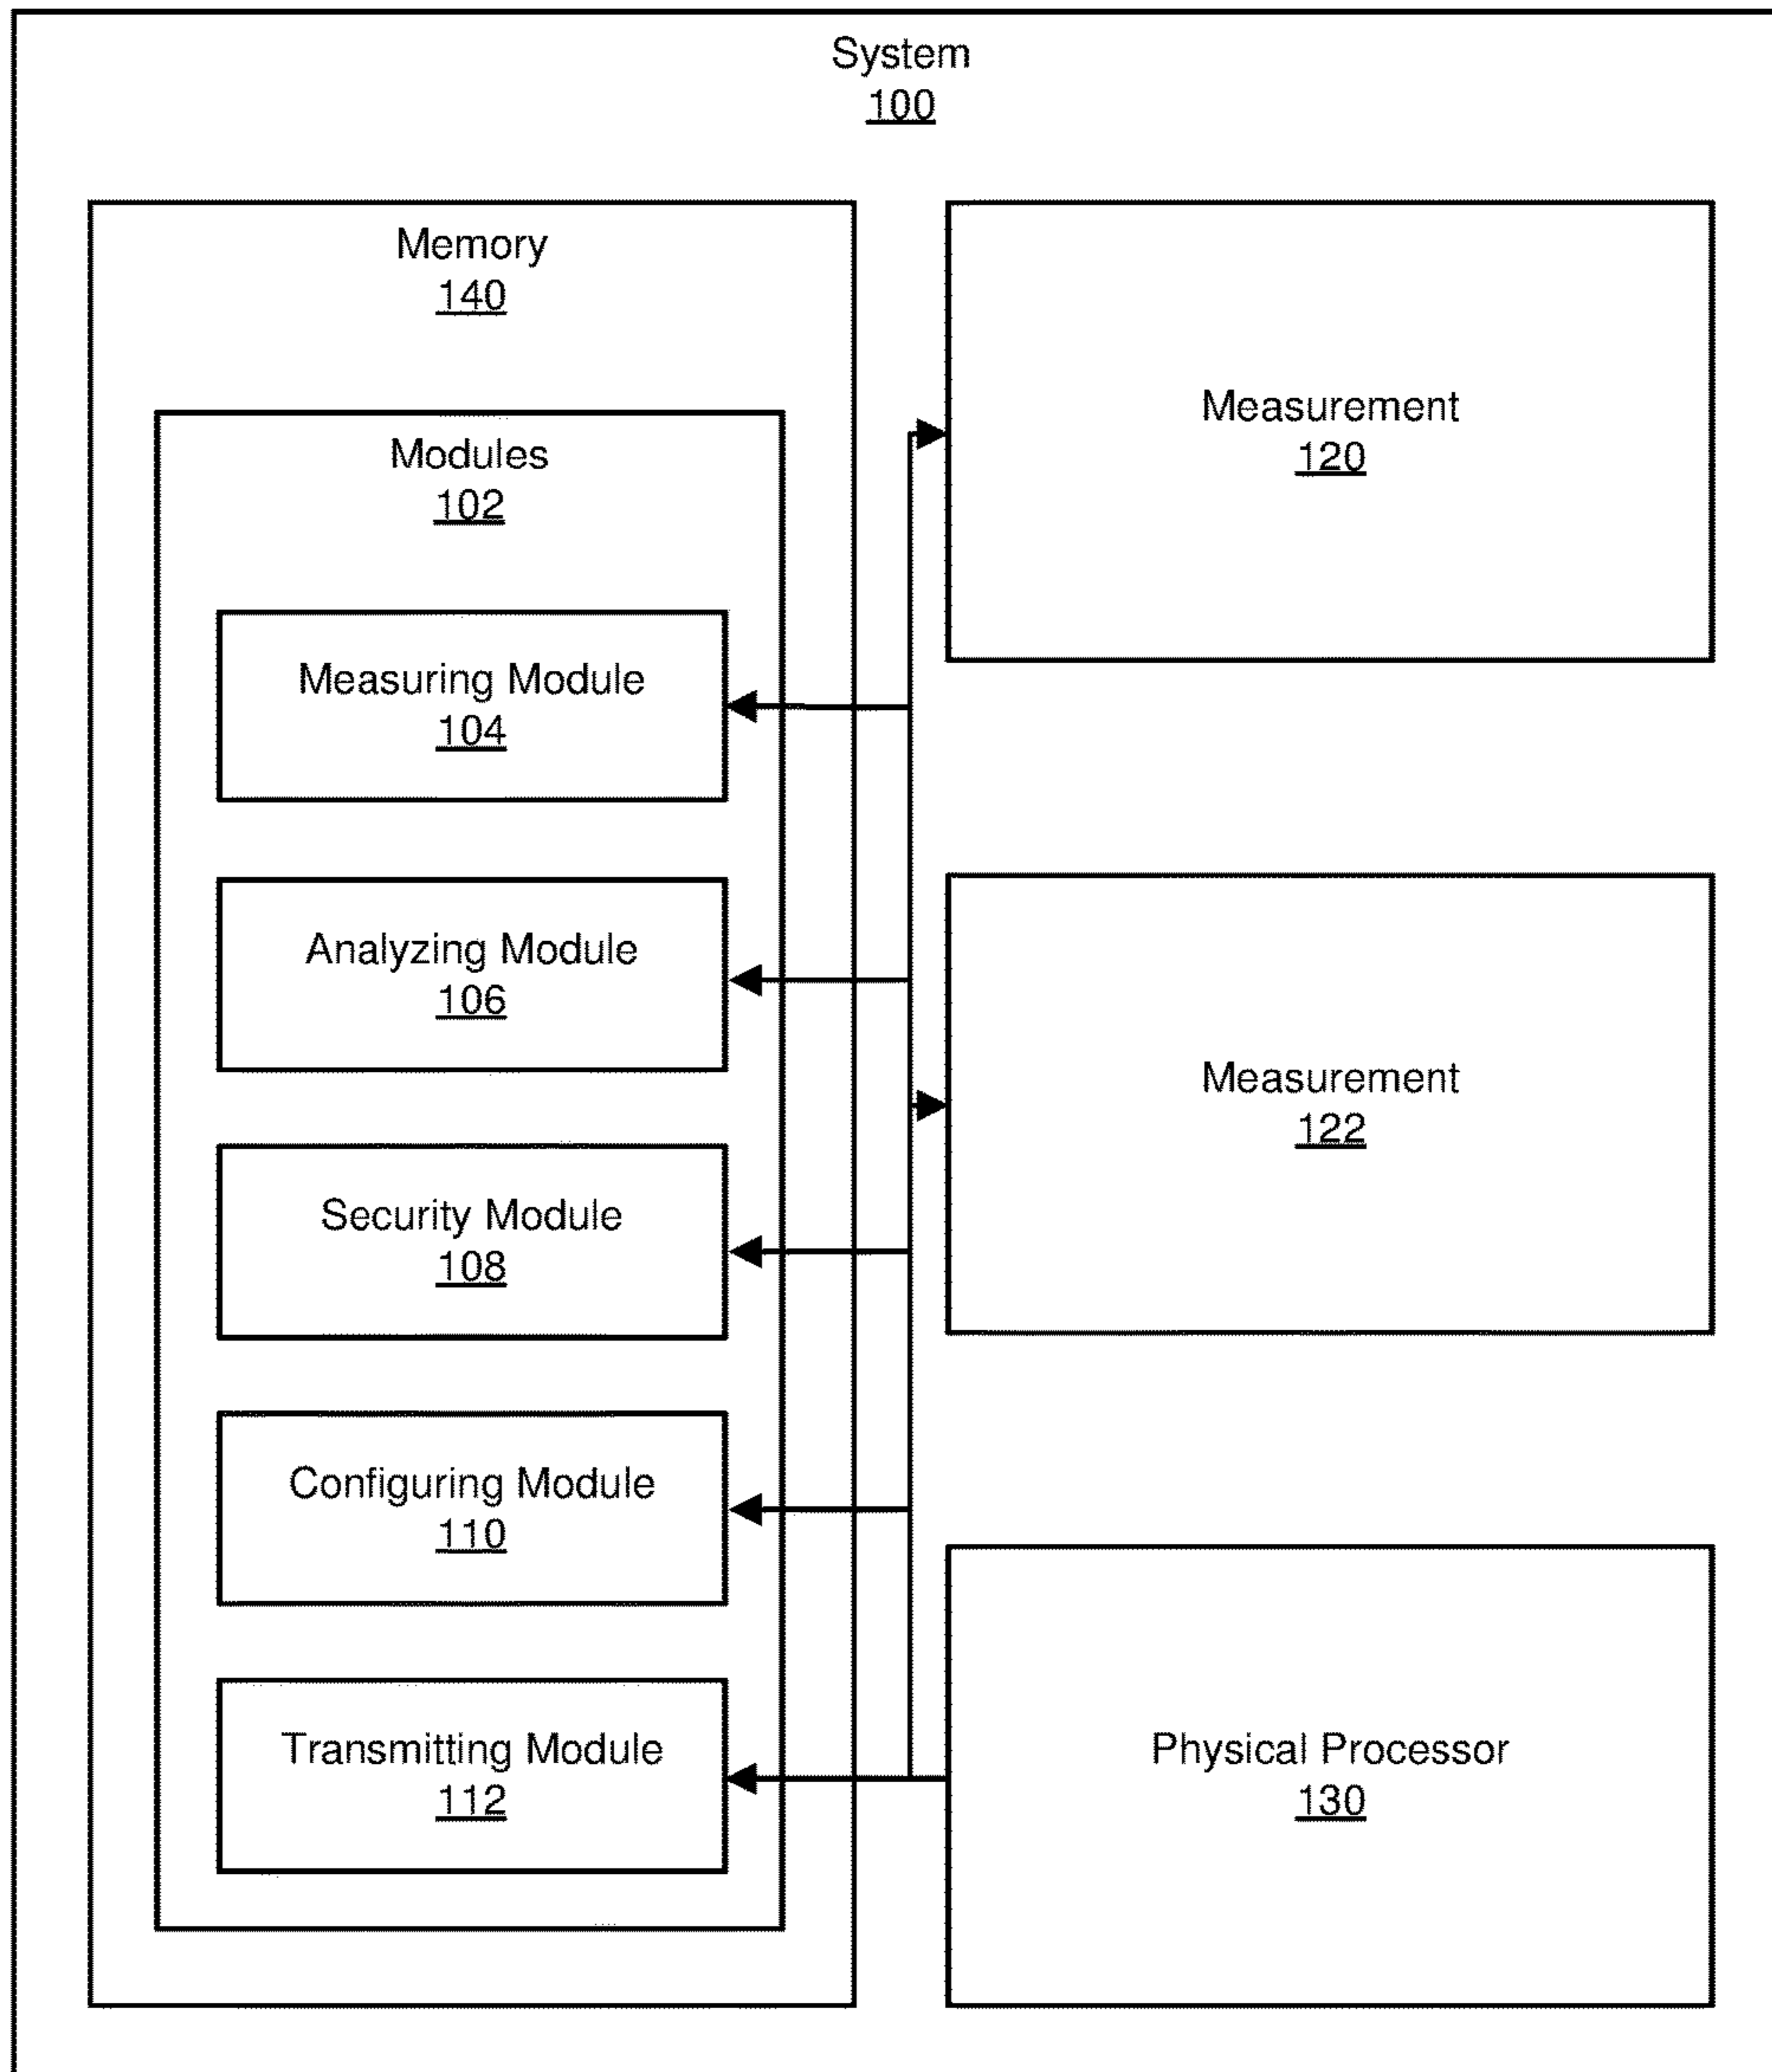 System
100
Memory
140
Modules
102
Measuring Module
104
Analyzing Module
106
Security Module
108
Configuring Module
110
Transmitting Module
112
Measurement
120
Measurement
122
Physical Processor
130